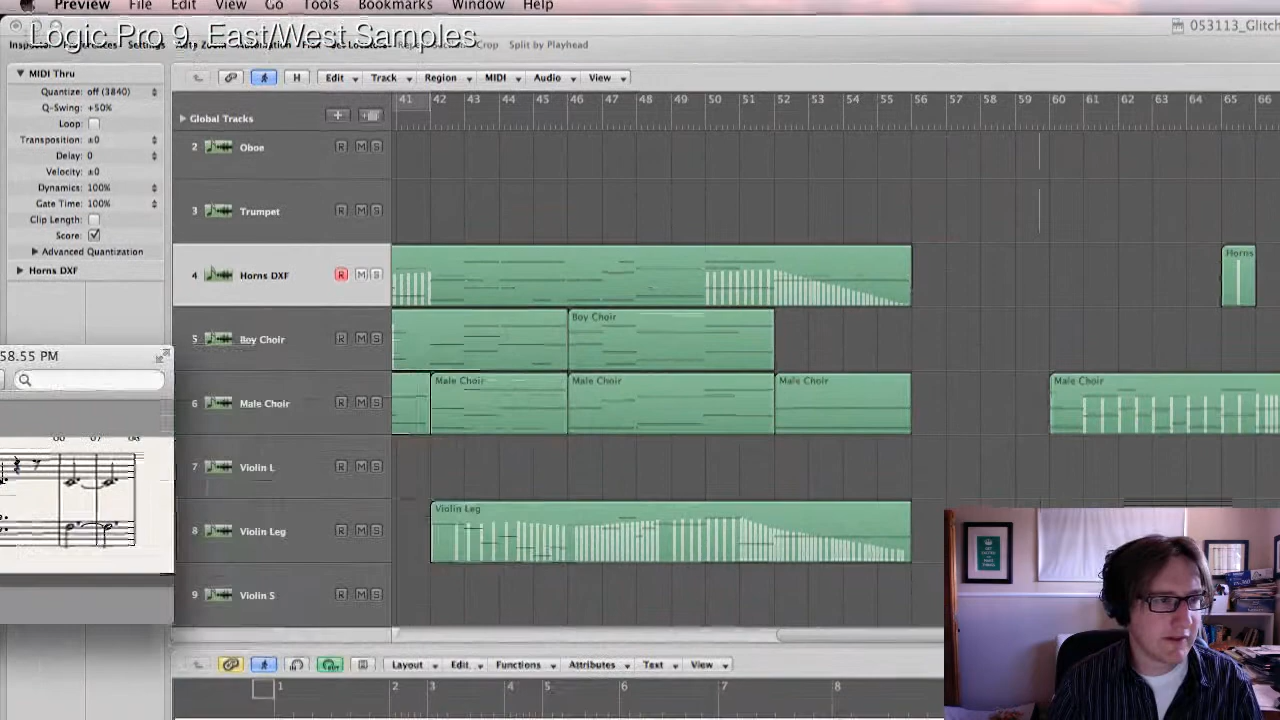 Preview File Edit View Go Tools Bookmarks Window Help
Logic Pro 9, East/West Samples
053113_Glitch
Crop Split by Playhead
MIDI Thru
Quantize: off (3840)
Q-Swing: +50%
Loop:
Transposition: ±0
Delay: 0
Velocity: ±0
Dynamics: 100%
Gate Time: 100%
Clip Length:
Score:
Advanced Quantization
Horns DXF
58.55 PM
H Edit Track Region MIDI Audio View
41 42 43 44 45 46 47 48 49 50 51 52 53 54 55 56 57 58 59 60 61 62 63 64 65 66
Global Tracks
2 Oboe R M S
3 Trumpet R M S
4 Horns DXF R M S
Horns
5 Boy Choir R M S
Boy Choir
6 Male Choir R M S
Male Choir Male Choir Male Choir Male Choir
7 Violin L R M S
8 Violin Leg R M S
Violin Leg
9 Violin S R M S
OUT Layout Edit Functions Attributes Text View
1 2 3 4 5 6 7 8